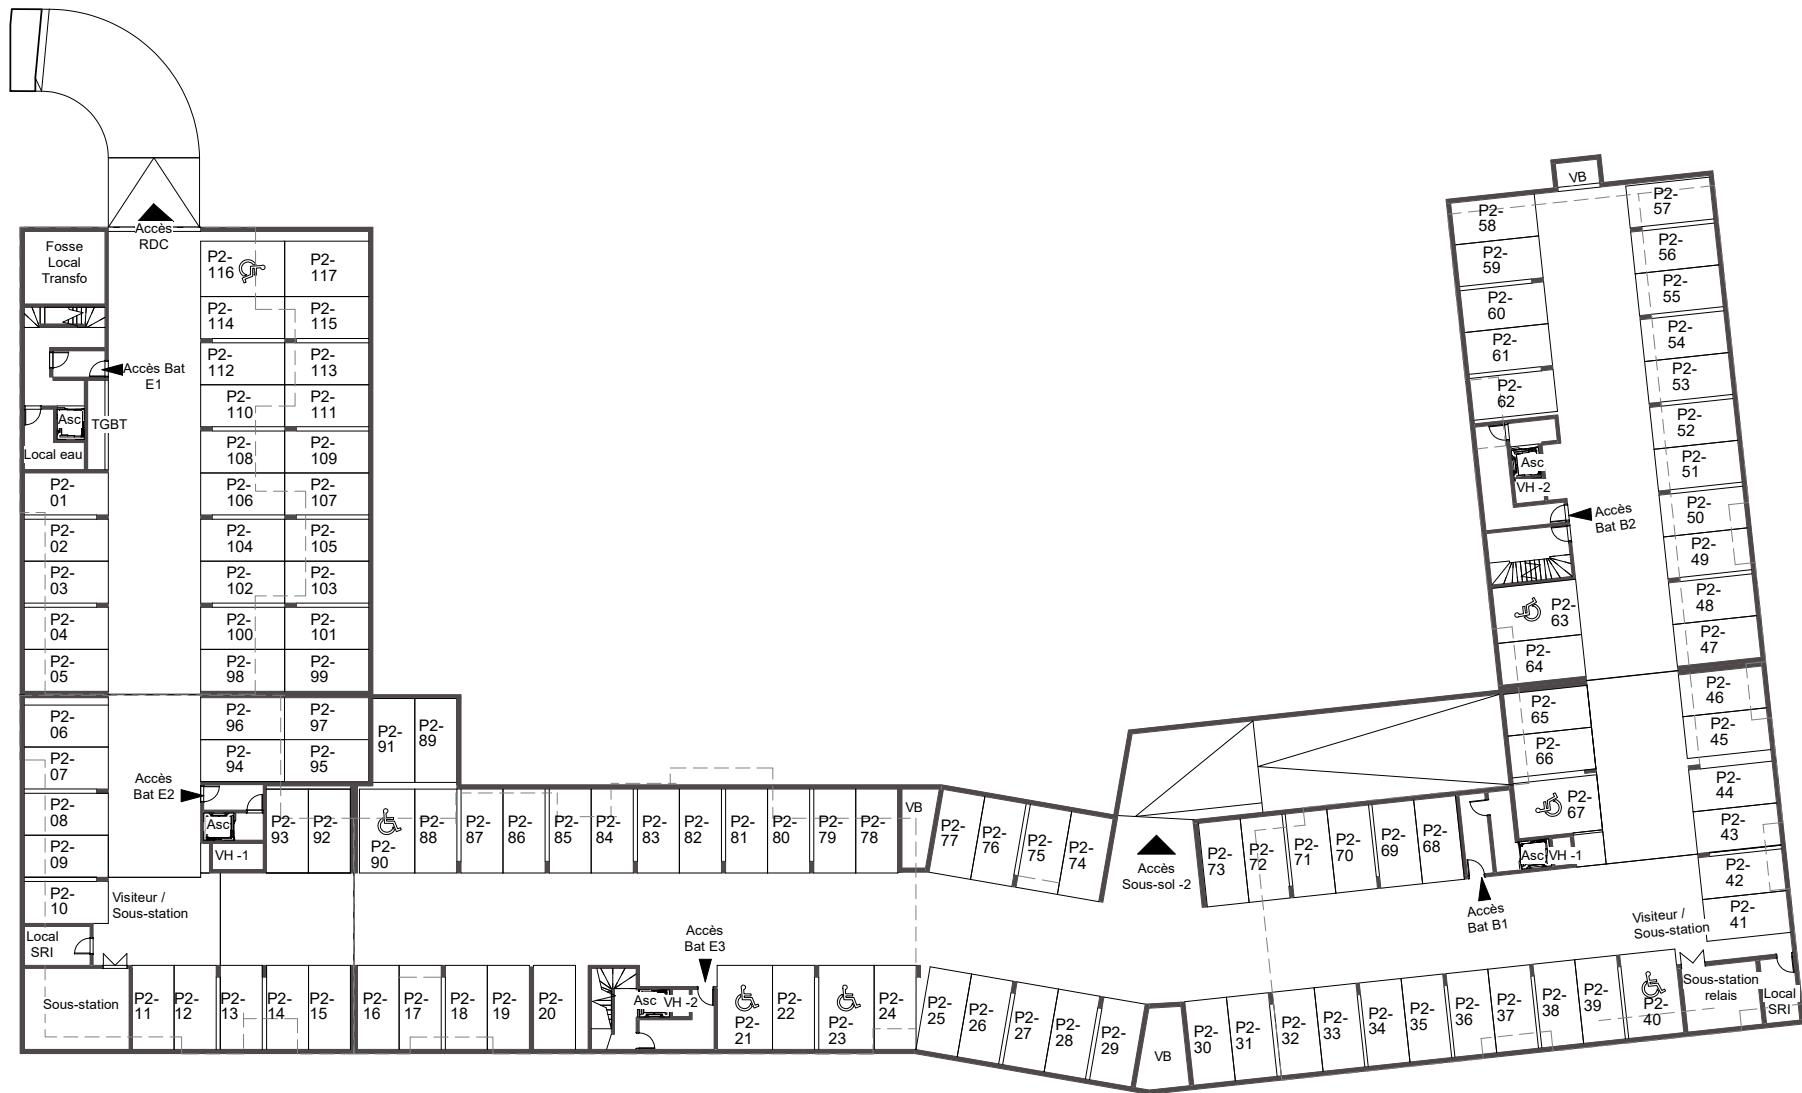 Accès
RDC
Fosse
Local
Transfo
Accès Bat
E1
Asc
TGBT
Local eau
P2-
01
P2-
02
P2-
03
P2-
04
P2-
05
P2-
06
P2-
07
P2-
08
P2-
09
P2-
10
Local
SRI
Sous-station
Visiteur /
Sous-station
Accès
Bat E2
Asc
VH -1
P2-
116
P2-
117
P2-
114
P2-
115
P2-
112
P2-
113
P2-
110
P2-
111
P2-
108
P2-
109
P2-
106
P2-
107
P2-
104
P2-
105
P2-
102
P2-
103
P2-
100
P2-
101
P2-
98
P2-
99
P2-
96
P2-
97
P2-
94
P2-
95
P2-
91
P2-
89
P2-
93
P2-
92
P2-
90
P2-
88
P2-
87
P2-
86
P2-
85
P2-
84
P2-
83
P2-
82
P2-
81
P2-
80
P2-
79
P2-
78
VB
P2-
77
P2-
76
P2-
75
P2-
74
Accès
Sous-sol -2
P2-
73
P2-
72
P2-
71
P2-
70
P2-
69
P2-
68
P2-
11
P2-
12
P2-
13
P2-
14
P2-
15
P2-
16
P2-
17
P2-
18
P2-
19
P2-
20
Asc
VH -2
Accès
Bat E3
P2-
21
P2-
22
P2-
23
P2-
24
P2-
25
P2-
26
P2-
27
P2-
28
P2-
29
VB
P2-
30
P2-
31
P2-
32
P2-
33
P2-
34
P2-
35
P2-
36
P2-
37
P2-
38
P2-
39
P2-
40
Sous-station
relais
Local
SRI
Visiteur /
Sous-station
Accès
Bat B1
Asc
VH -1
VB
P2-
58
P2-
59
P2-
60
P2-
61
P2-
62
Asc
VH -2
Accès
Bat B2
P2-
63
P2-
64
P2-
65
P2-
66
P2-
67
P2-
57
P2-
56
P2-
55
P2-
54
P2-
53
P2-
52
P2-
51
P2-
50
P2-
49
P2-
48
P2-
47
P2-
46
P2-
45
P2-
44
P2-
43
P2-
42
P2-
41